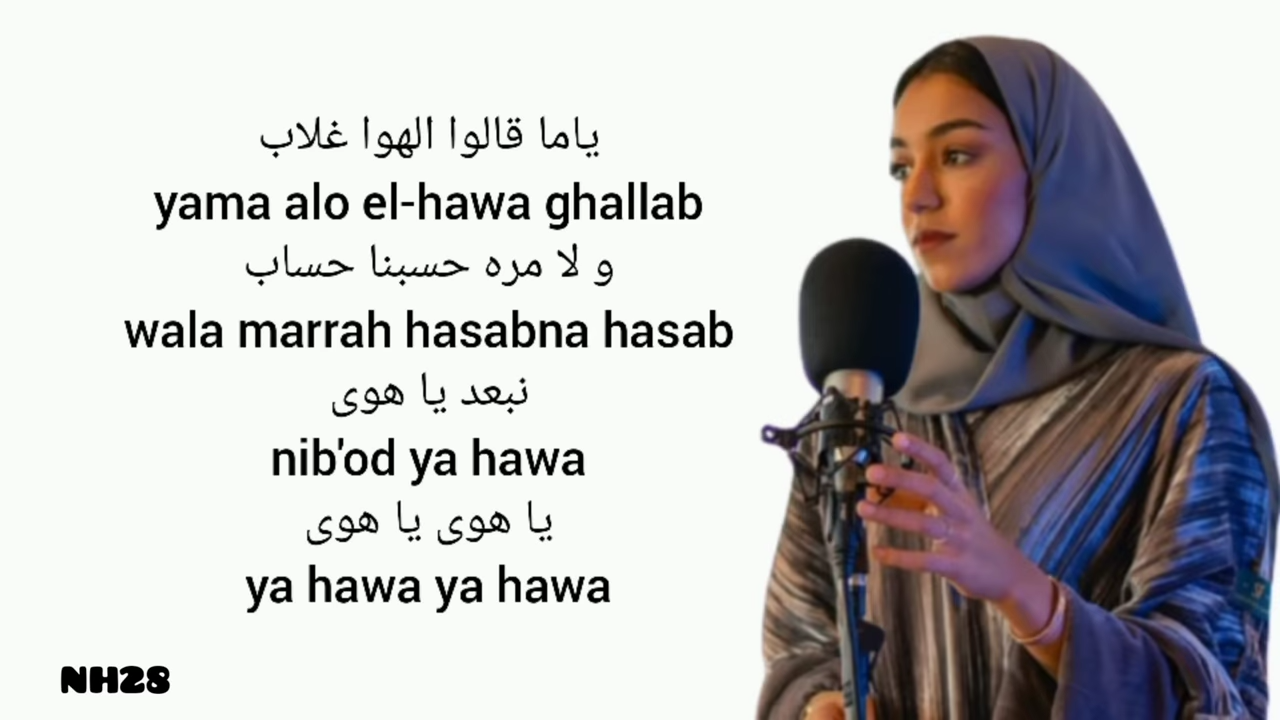 ياما قالوا الهوا غلاب
yama alo el-hawa ghallab
و لا مره حسبنا حساب
wala marrah hasabna hasab
نبعد يا هوى
nib'od ya hawa
يا هوى يا هوى
ya hawa ya hawa
NH28